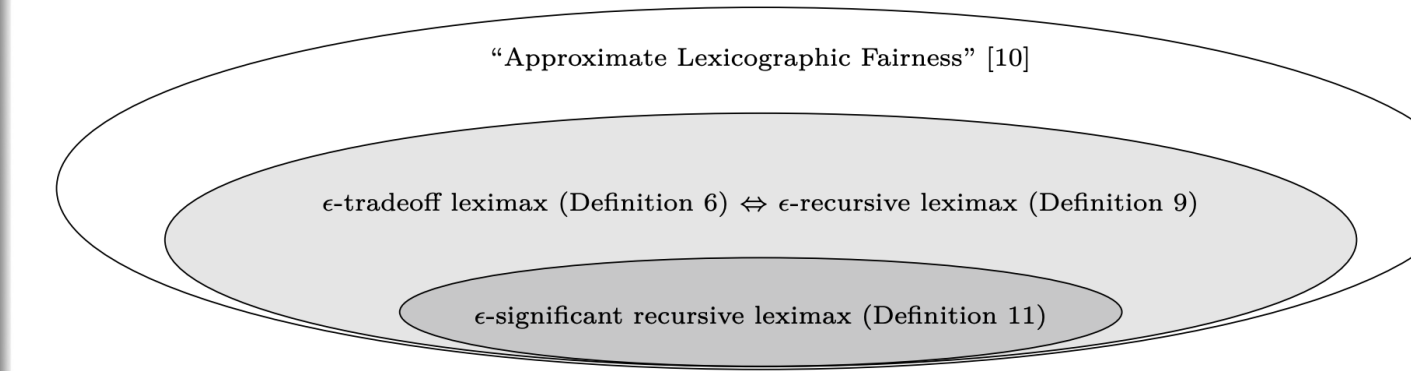 “Approximate Lexicographic Fairness” [10]
ϵ-tradeoff leximax (Definition 6) ⇔ ϵ-recursive leximax (Definition 9)
ϵ-significant recursive leximax (Definition 11)